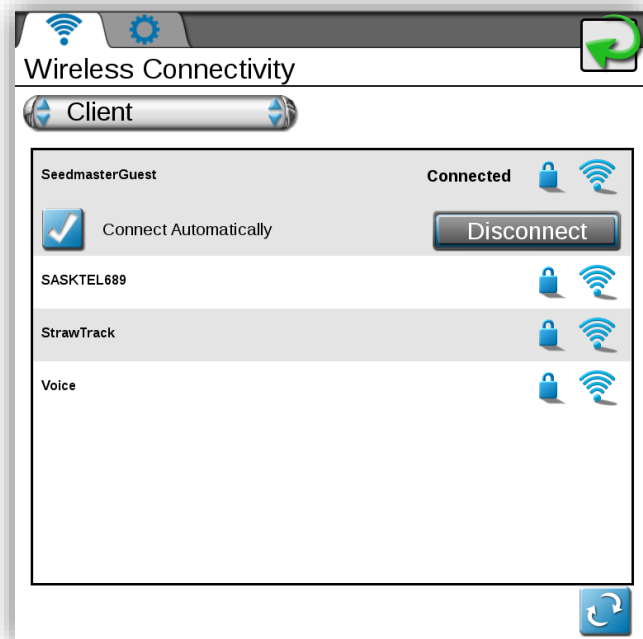 Wireless Connectivity
Client
SeedmasterGuest Connected
Connect Automatically Disconnect
SASKTEL689
StrawTrack
Voice